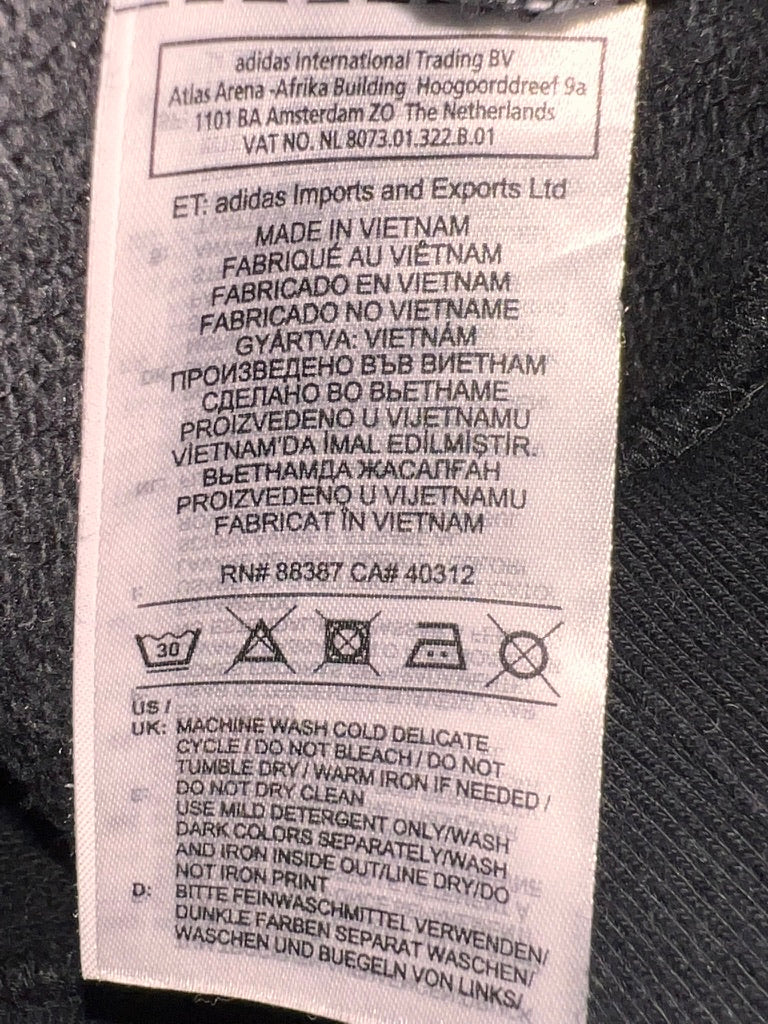 adidas International Trading BV
Atlas Arena -Afrika Building Hoogoorddreef 9a
1101 BA Amsterdam ZO The Netherlands
VAT NO. NL 8073.01.322.B.01
ET: adidas Imports and Exports Ltd
MADE IN VIETNAM
FABRIQUÉ AU VIÊTNAM
FABRICADO EN VIETNAM
FABRICADO NO VIETNAME
GYÁRTVA: VIETNÁM
ПРОИЗВЕДЕНО ВЪВ ВИЕТНАМ
СДЕЛАНО ВО ВЬЕТНАМЕ
PROIZVEDENO U VIJETNAMU
VİETNAM'DA İMAL EDİLMİŞTİR.
ВЬЕТНАМДА ЖАСАЛҒАН
PROIZVEDENO U VIJETNAMU
FABRICAT ÎN VIETNAM
RN# 88387 CA# 40312
30
US /
UK: MACHINE WASH COLD DELICATE
CYCLE / DO NOT BLEACH / DO NOT
TUMBLE DRY / WARM IRON IF NEEDED /
DO NOT DRY CLEAN
USE MILD DETERGENT ONLY/WASH
DARK COLORS SEPARATELY/WASH
AND IRON INSIDE OUT/LINE DRY/DO
NOT IRON PRINT
D: BITTE FEINWASCHMITTEL VERWENDEN/
DUNKLE FARBEN SEPARAT WASCHEN/
WASCHEN UND BUEGELN VON LINKS/